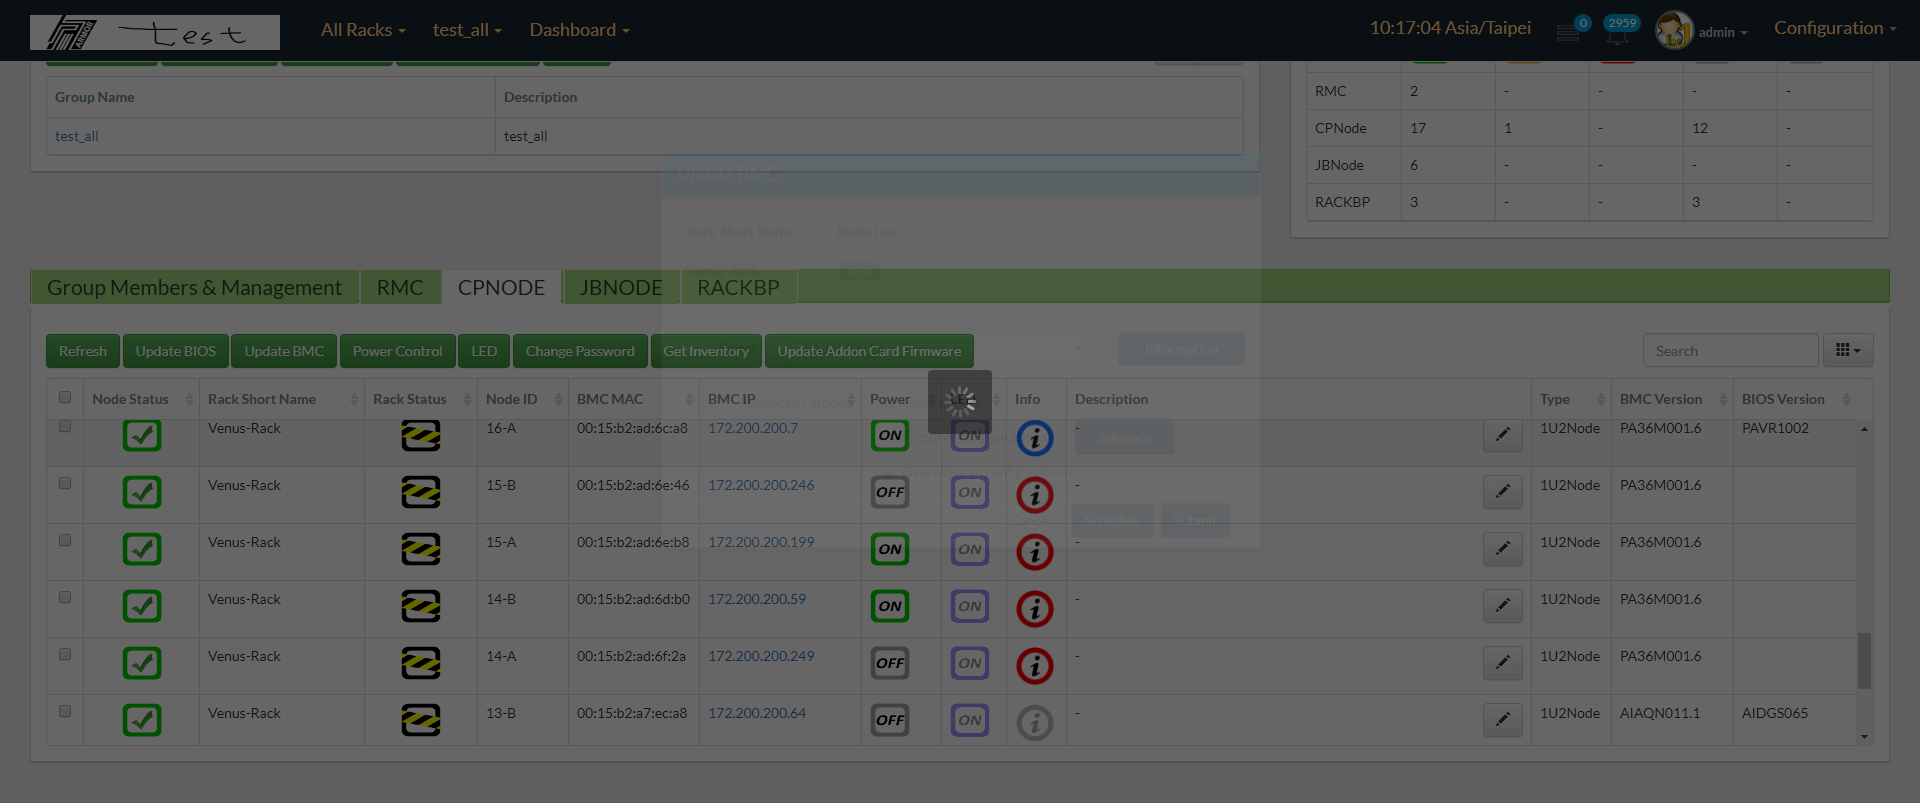 ARMOR test All Racks test_all Dashboard 10:17:04 Asia/Taipei 0 2959 admin Configuration
Group Name Description
test_all test_all
RMC 2 - - - -
CPNode 17 1 - 12 -
JBNode 6 - - - -
RACKBP 3 - - 3 -
Update BMC
Rack Short Name Node List
Venus-Rack
Group Members & Management RMC CPNODE JBNODE RACKBP
Refresh Update BIOS Update BMC Power Control LED Change Password Get Inventory Update Addon Card Firmware Information Search
Node Status Rack Short Name Rack Status Node ID BMC MAC BMC IP Power Info Description Type BMC Version BIOS Version
Venus-Rack 16-A 00:15:b2:ad:6c:a8 172.200.200.7 ON ON i - 1U2Node PA36M001.6 PAVR1002
Advance
Venus-Rack 15-B 00:15:b2:ad:6e:46 172.200.200.246 OFF ON i - 1U2Node PA36M001.6
Cancel Schedule Submit
Venus-Rack 15-A 00:15:b2:ad:6e:b8 172.200.200.199 ON ON i - 1U2Node PA36M001.6
Venus-Rack 14-B 00:15:b2:ad:6d:b0 172.200.200.59 ON ON i - 1U2Node PA36M001.6
Venus-Rack 14-A 00:15:b2:ad:6f:2a 172.200.200.249 OFF ON i - 1U2Node PA36M001.6
Venus-Rack 13-B 00:15:b2:a7:ec:a8 172.200.200.64 OFF ON i - 1U2Node AIAQN011.1 AIDGS065